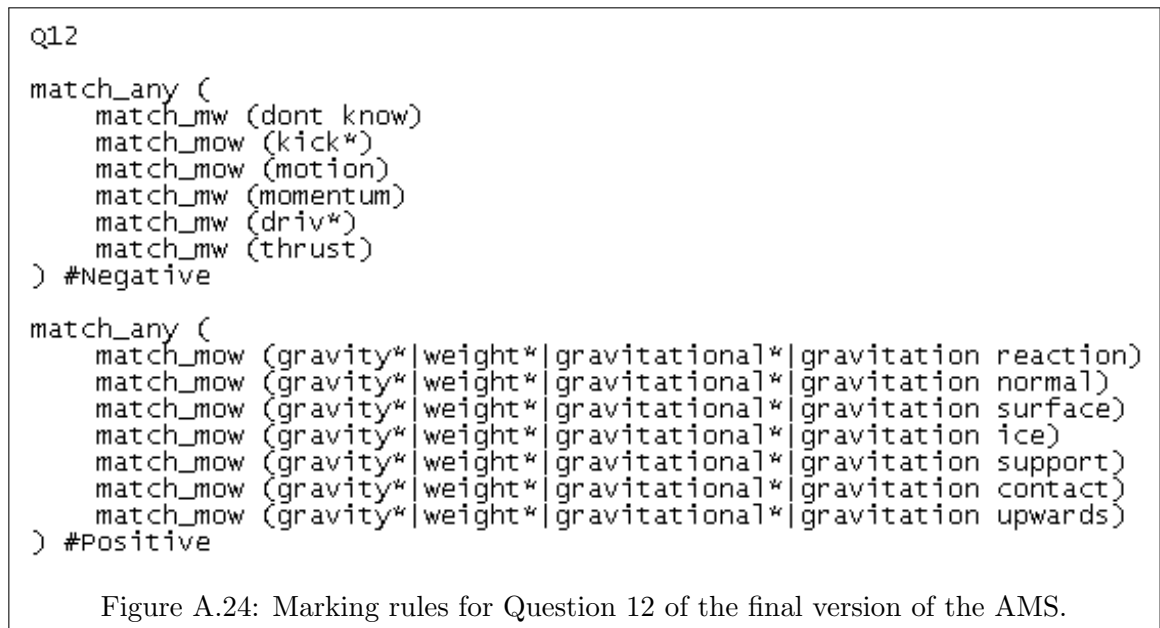 Q12
match_any (
match_mw (dont know)
match_mow (kick*)
match_mow (motion)
match_mw (momentum)
match_mw (driv*)
match_mw (thrust)
) #Negative
match_any (
match_mow (gravity*|weight*|gravitational*|gravitation reaction)
match_mow (gravity*|weight*|gravitational*|gravitation normal)
match_mow (gravity*|weight*|gravitational*|gravitation surface)
match_mow (gravity*|weight*|gravitational*|gravitation ice)
match_mow (gravity*|weight*|gravitational*|gravitation support)
match_mow (gravity*|weight*|gravitational*|gravitation contact)
match_mow (gravity*|weight*|gravitational*|gravitation upwards)
) #Positive
Figure A.24: Marking rules for Question 12 of the final version of the AMS.